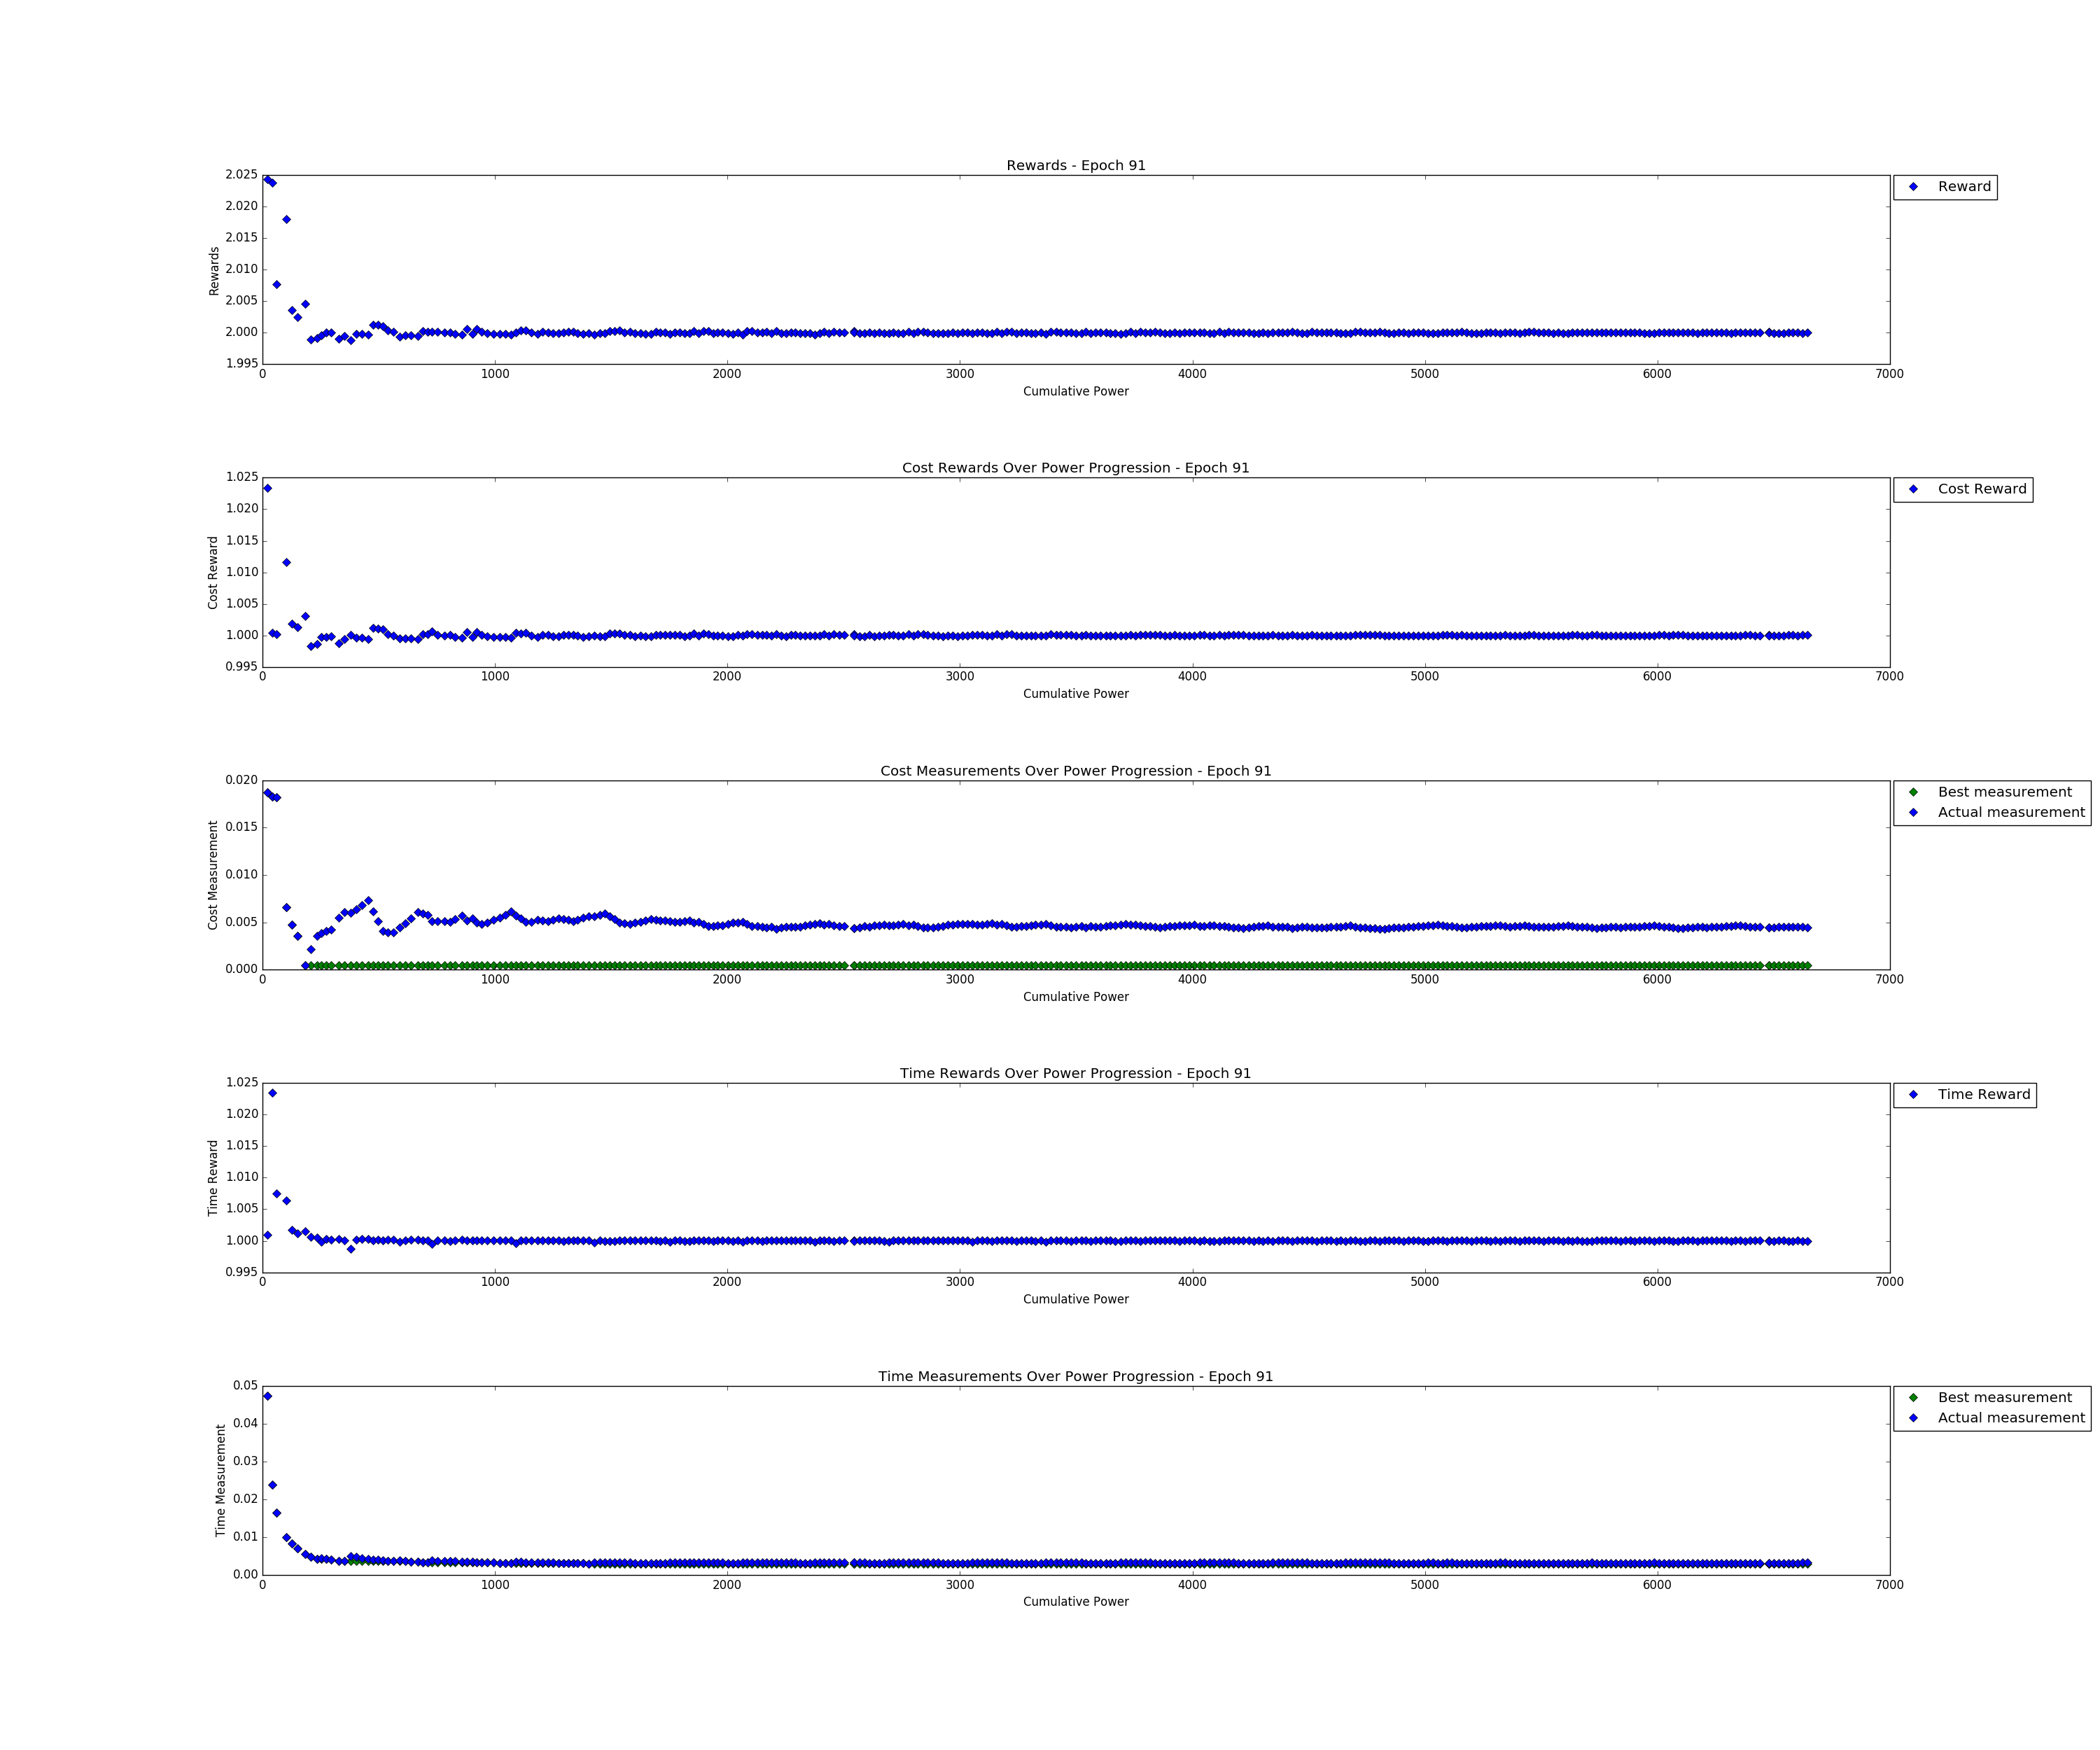 Rewards - Epoch 91
2.025
2.020
2.015
2.010
2.005
2.000
1.995
Rewards
0 1000 2000 3000 4000 5000 6000 7000
Cumulative Power
Reward
Cost Rewards Over Power Progression - Epoch 91
1.025
1.020
1.015
1.010
1.005
1.000
0.995
Cost Reward
0 1000 2000 3000 4000 5000 6000 7000
Cumulative Power
Cost Reward
Cost Measurements Over Power Progression - Epoch 91
0.020
0.015
0.010
0.005
0.000
Cost Measurement
0 1000 2000 3000 4000 5000 6000 7000
Cumulative Power
Best measurement
Actual measurement
Time Rewards Over Power Progression - Epoch 91
1.025
1.020
1.015
1.010
1.005
1.000
0.995
Time Reward
0 1000 2000 3000 4000 5000 6000 7000
Cumulative Power
Time Reward
Time Measurements Over Power Progression - Epoch 91
0.05
0.04
0.03
0.02
0.01
0.00
Time Measurement
0 1000 2000 3000 4000 5000 6000 7000
Cumulative Power
Best measurement
Actual measurement